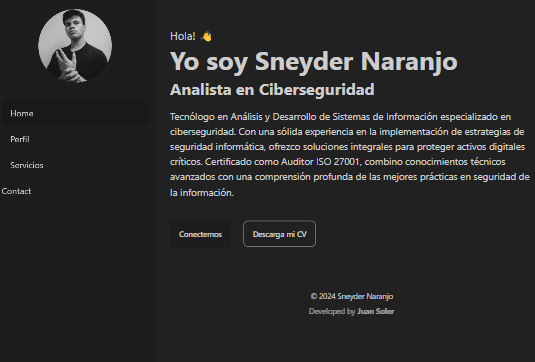 Home
Perfil
Servicios
Contact
Hola! 👋
Yo soy Sneyder Naranjo
Analista en Ciberseguridad
Tecnólogo en Análisis y Desarrollo de Sistemas de Información especializado en
ciberseguridad. Con una sólida experiencia en la implementación de estrategias de
seguridad informática, ofrezco soluciones integrales para proteger activos digitales
críticos. Certificado como Auditor ISO 27001, combino conocimientos técnicos
avanzados con una comprensión profunda de las mejores prácticas en seguridad de
la información.
Conectemos
Descarga mi CV
© 2024 Sneyder Naranjo
Developed by Juan Soler